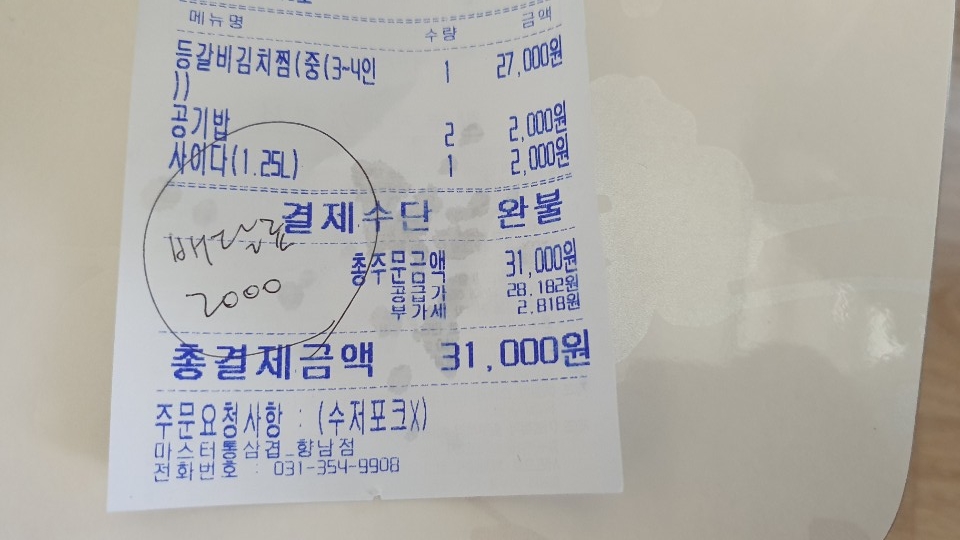 메뉴명 수량 금액
등갈비김치찜(중(3~4인 1 27,000원
))
공기밥 2 2,000원
사이다(1.25L) 1 2,000원
결제수단 완불
배달료
2000
총주문금액 31,000원
공급가 28,182원
부가세 2,818원
총결제금액 31,000원
주문요청사항 : (수저포크X)
마스터통삼겹_향남점
전화번호 : 031-354-9908